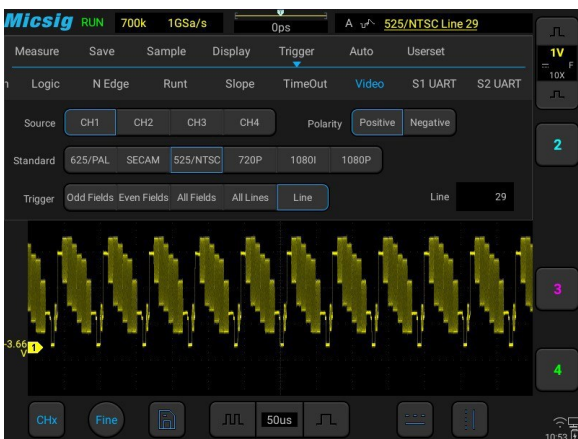 Micsig RUN 700k 1GSa/s 0ps A 525/NTSC Line 29
Measure Save Sample Display Trigger Auto Userset
Logic N Edge Runt Slope TimeOut Video S1 UART S2 UART
Source CH1 CH2 CH3 CH4 Polarity Positive Negative
Standard 625/PAL SECAM 525/NTSC 720P 1080I 1080P
Trigger Odd Fields Even Fields All Fields All Lines Line Line 29
1V
F
10X
2
3
4
-3.66
V 1
CHx Fine 50us
10:53